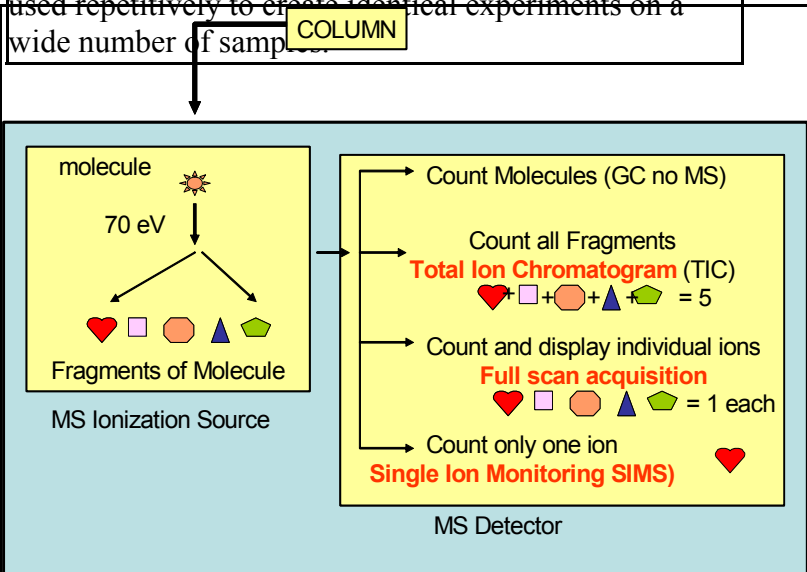 used repetitively to create identical experiments on a
wide number of samples.
COLUMN
molecule
70 eV
Fragments of Molecule
MS Ionization Source
Count Molecules (GC no MS)
Count all Fragments
Total Ion Chromatogram (TIC)
+ + + + = 5
Count and display individual ions
Full scan acquisition
= 1 each
Count only one ion
Single Ion Monitoring SIMS)
MS Detector